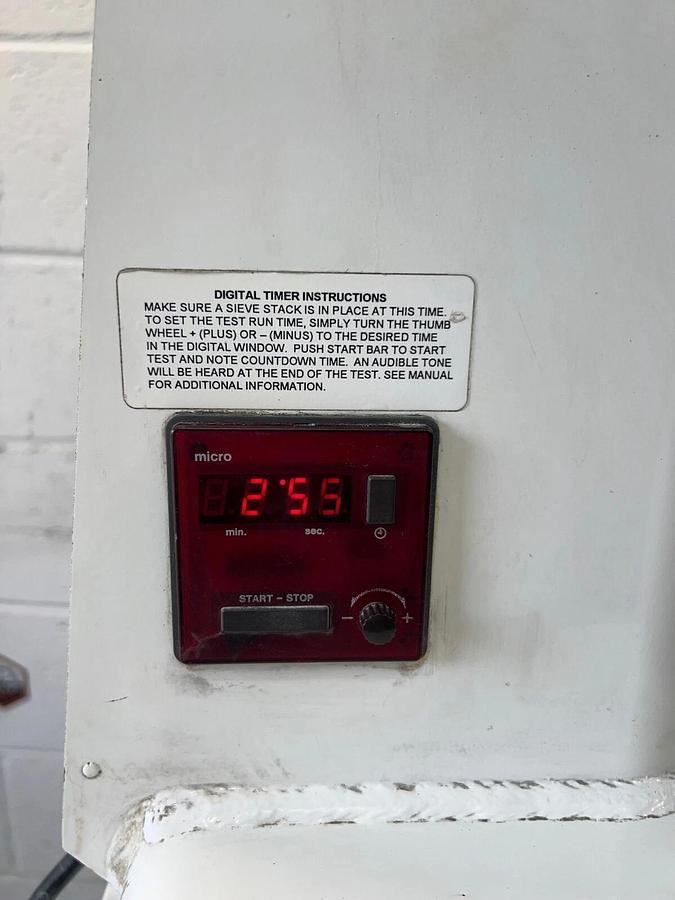 DIGITAL TIMER INSTRUCTIONS
MAKE SURE A SIEVE STACK IS IN PLACE AT THIS TIME.
TO SET THE TEST RUN TIME, SIMPLY TURN THE THUMB
WHEEL + (PLUS) OR – (MINUS) TO THE DESIRED TIME
IN THE DIGITAL WINDOW. PUSH START BAR TO START
TEST AND NOTE COUNTDOWN TIME. AN AUDIBLE TONE
WILL BE HEARD AT THE END OF THE TEST. SEE MANUAL
FOR ADDITIONAL INFORMATION.
micro
min. sec.
START – STOP
– +